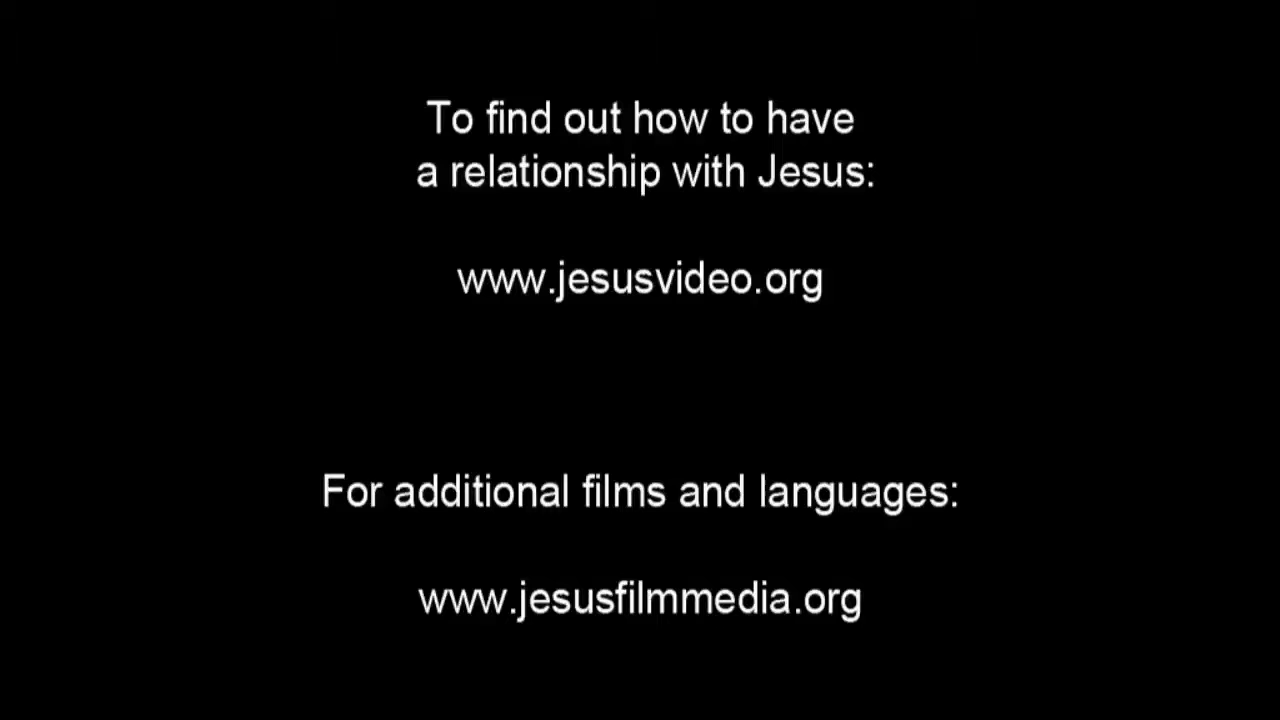 To find out how to have
a relationship with Jesus:
www.jesusvideo.org
For additional films and languages:
www.jesusfilmmedia.org